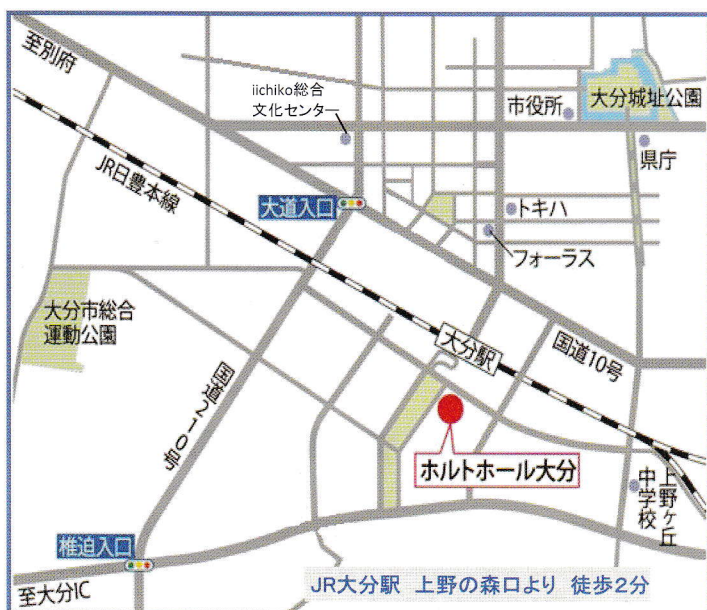 至別府
iichiko総合
文化センター
市役所
大分城址公園
県庁
JR日豊本線
大道入口
トキハ
フォーラス
大分市総合
運動公園
大分駅
国道10号
国道210号
ホルトホール大分
上野ヶ丘
中学校
椎迫入口
至大分IC
JR大分駅 上野の森口より 徒歩2分